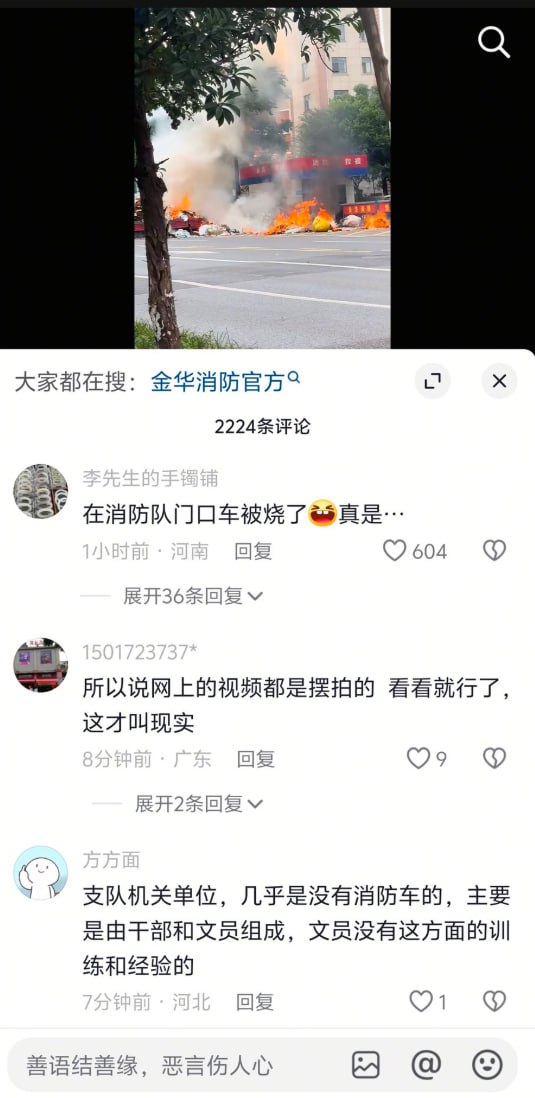 大家都在搜：金华消防官方
2224条评论
李先生的手镯铺
在消防队门口车被烧了😆真是…
1小时前·河南 回复 604
展开36条回复
1501723737*
所以说网上的视频都是摆拍的 看看就行了，
这才叫现实
8分钟前·广东 回复 9
展开2条回复
方方面
支队机关单位，几乎是没有消防车的，主要
是由干部和文员组成，文员没有这方面的训
练和经验的
7分钟前·河北 回复 1
善语结善缘，恶言伤人心